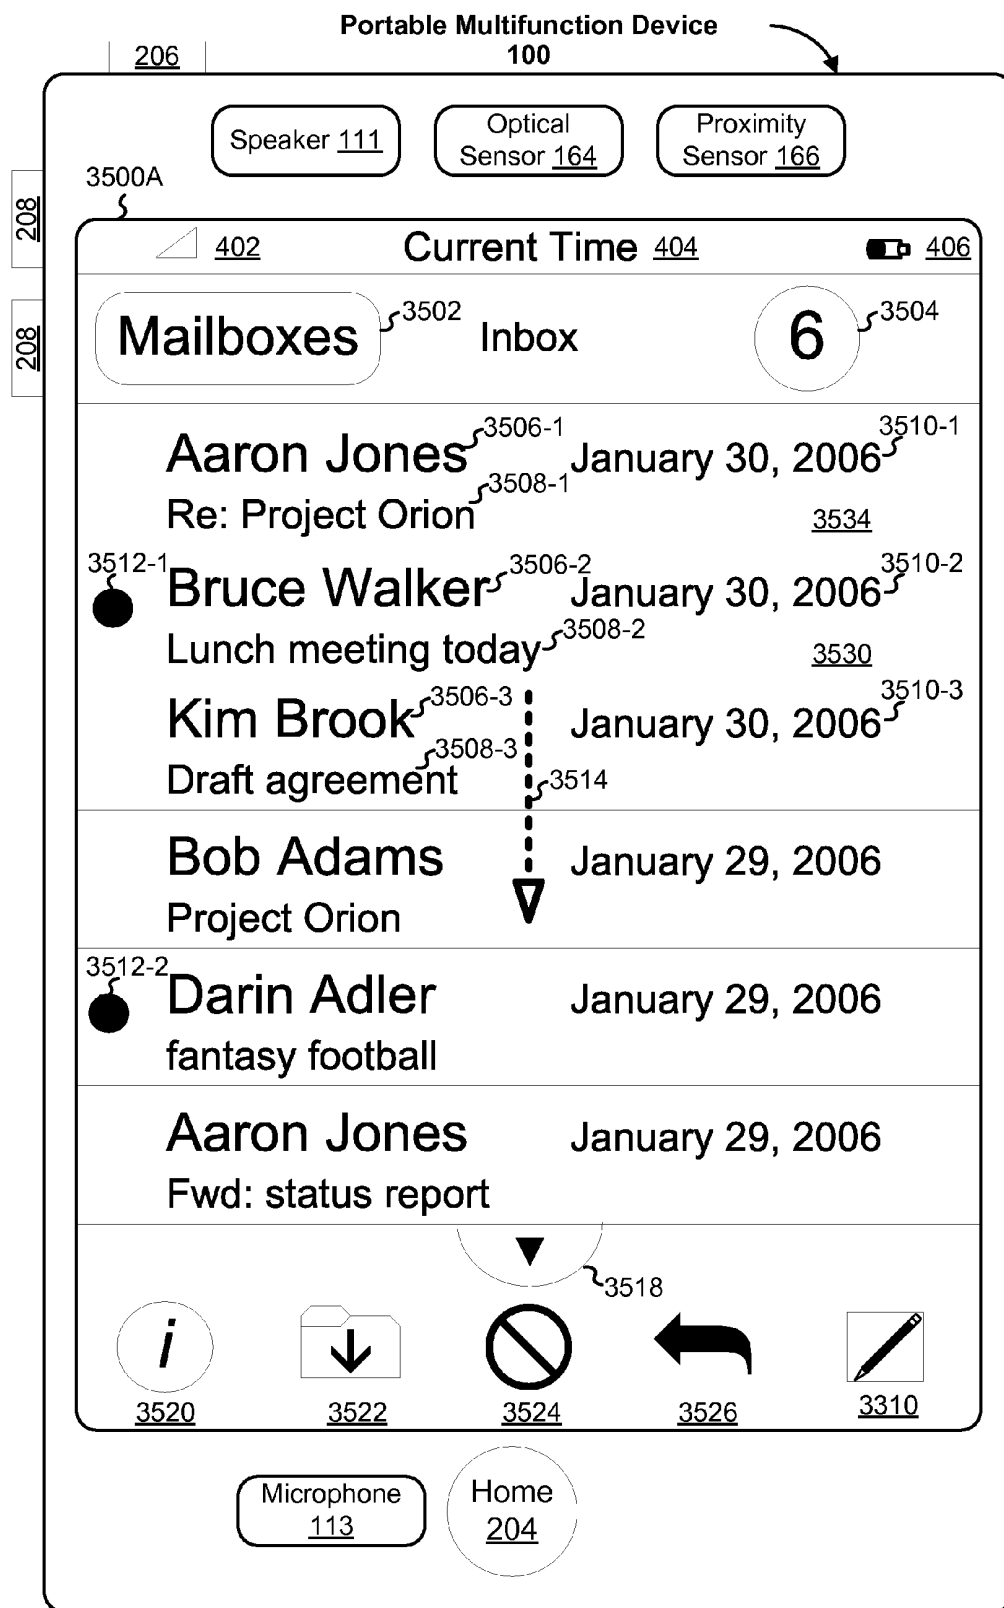 Portable Multifunction Device
100
206
Speaker 111
Optical
Sensor 164
Proximity
Sensor 166
3500A
208
208
402
Current Time 404
406
Mailboxes
3502
Inbox
6
3504
Aaron Jones
3506-1
January 30, 2006
3510-1
Re: Project Orion
3508-1
3534
3512-1
Bruce Walker
3506-2
January 30, 2006
3510-2
Lunch meeting today
3508-2
3530
Kim Brook
3506-3
January 30, 2006
3510-3
Draft agreement
3508-3
3514
Bob Adams
January 29, 2006
Project Orion
3512-2
Darin Adler
January 29, 2006
fantasy football
Aaron Jones
January 29, 2006
Fwd: status report
3518
i
3520
3522
3524
3526
3310
Microphone
113
Home
204